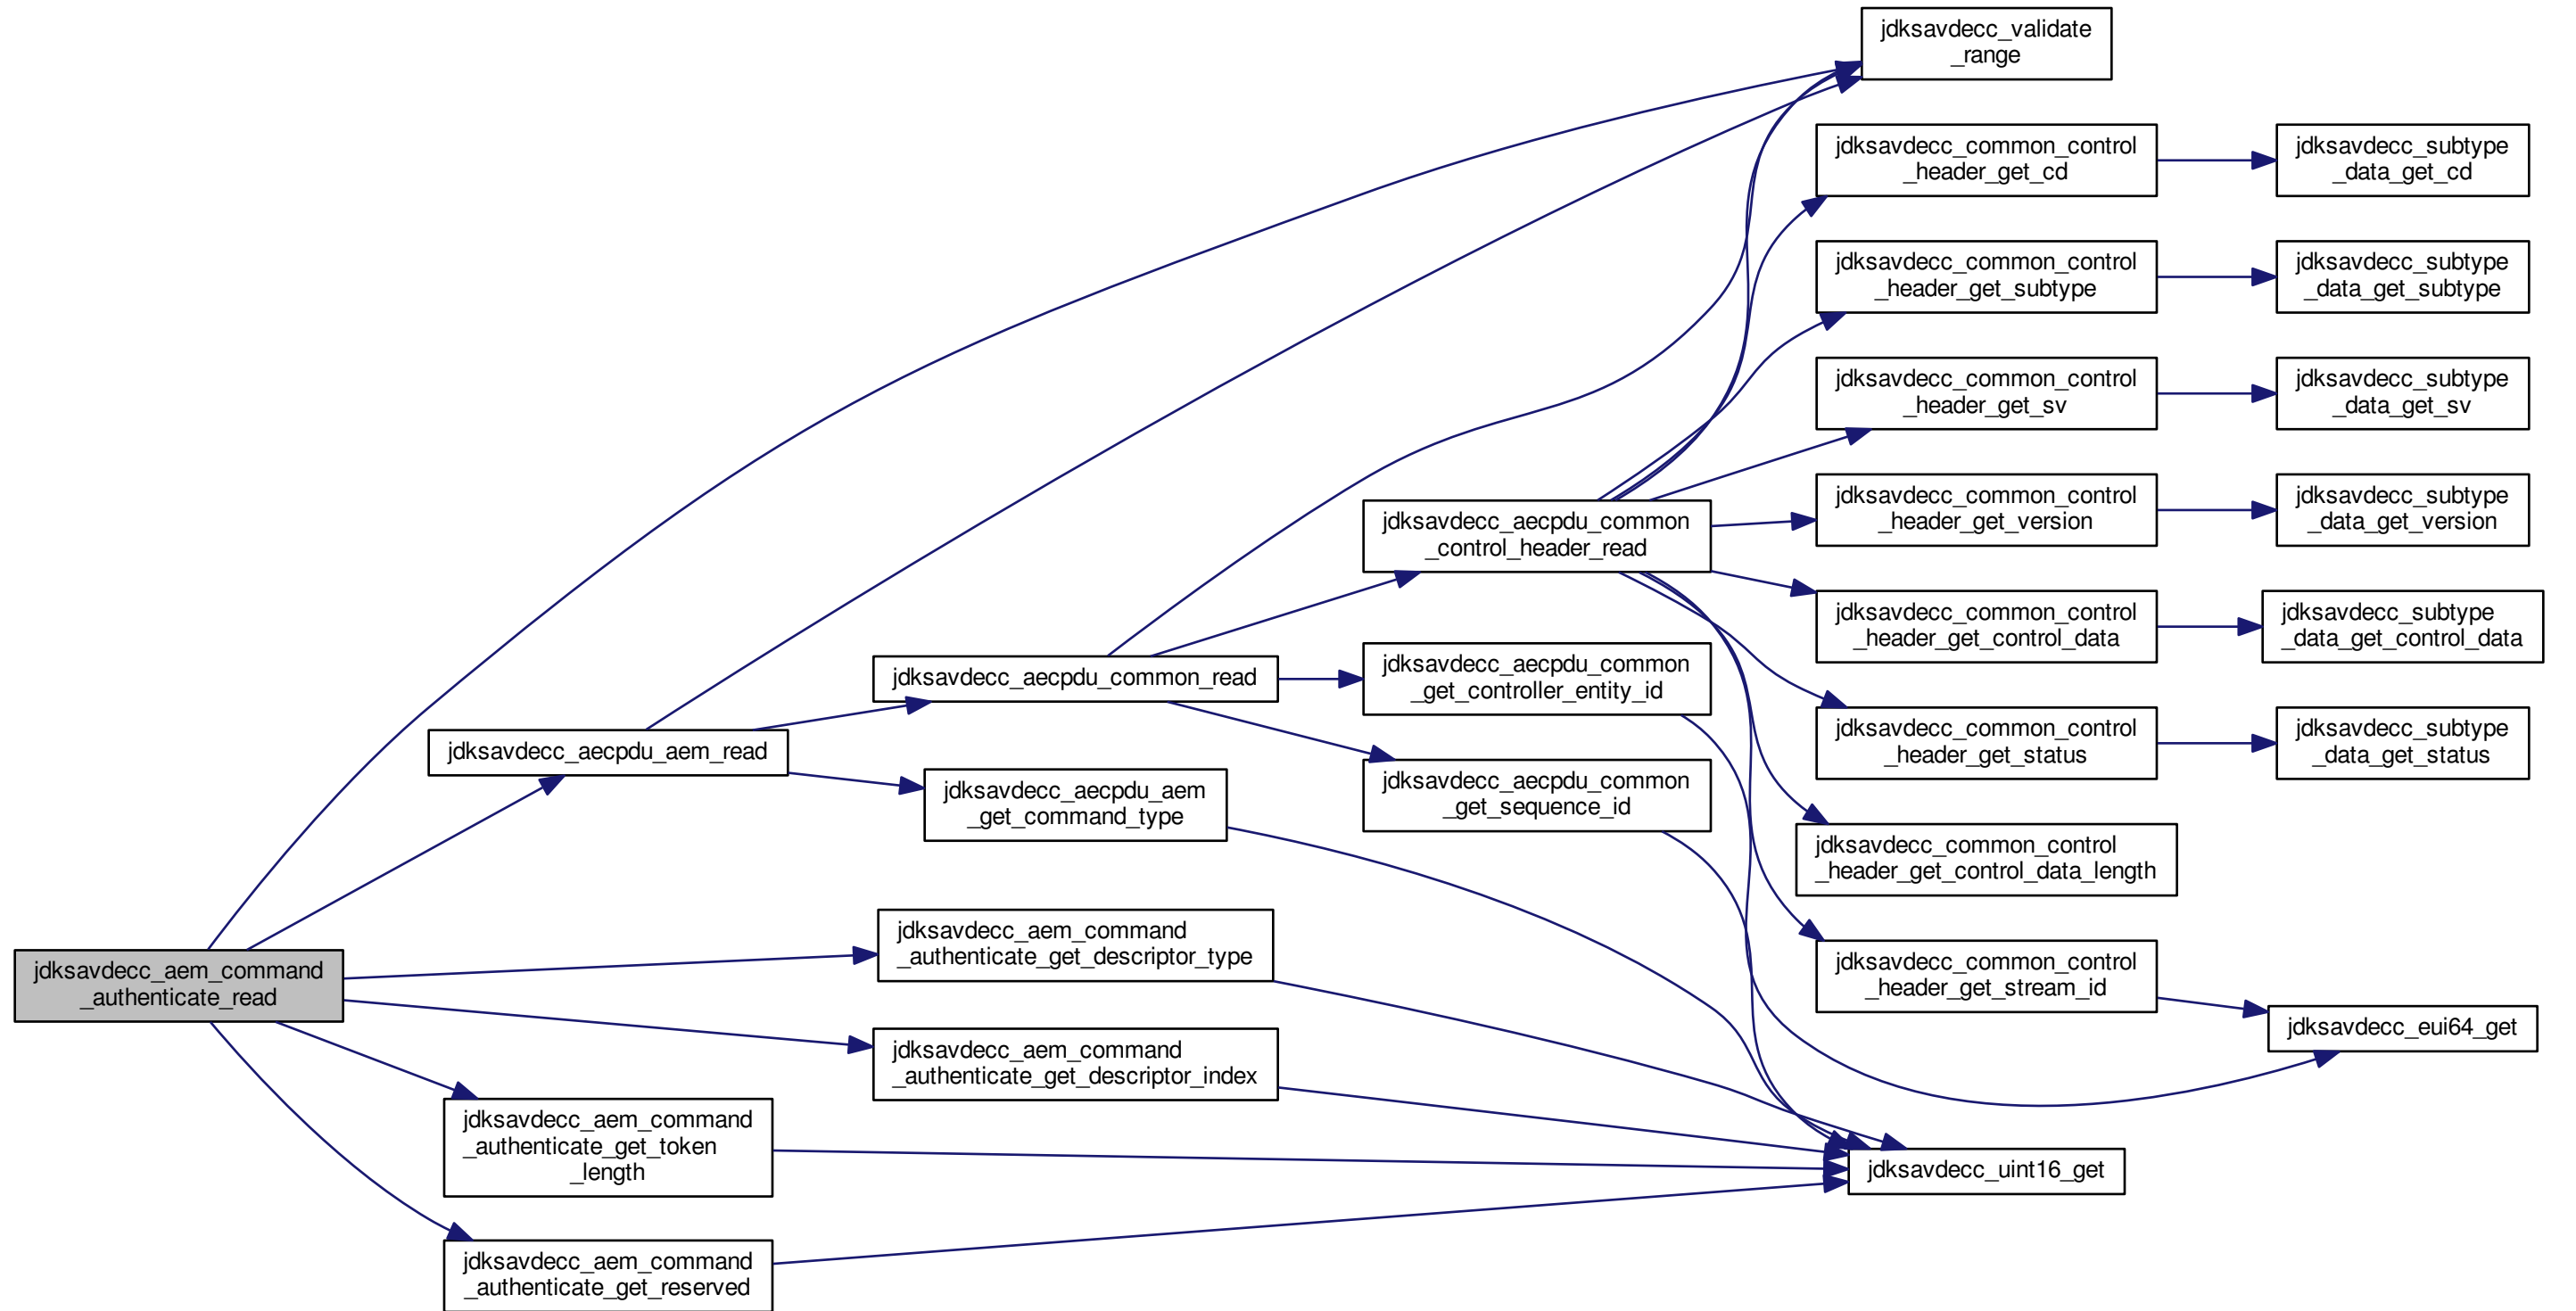 jdksavdecc_aem_command
_authenticate_read
jdksavdecc_aecpdu_aem_read
jdksavdecc_aem_command
_authenticate_get_token
_length
jdksavdecc_aem_command
_authenticate_get_reserved
jdksavdecc_aecpdu_common_read
jdksavdecc_aecpdu_aem
_get_command_type
jdksavdecc_aem_command
_authenticate_get_descriptor_type
jdksavdecc_aem_command
_authenticate_get_descriptor_index
jdksavdecc_aecpdu_common
_control_header_read
jdksavdecc_aecpdu_common
_get_controller_entity_id
jdksavdecc_aecpdu_common
_get_sequence_id
jdksavdecc_validate
_range
jdksavdecc_common_control
_header_get_cd
jdksavdecc_common_control
_header_get_subtype
jdksavdecc_common_control
_header_get_sv
jdksavdecc_common_control
_header_get_version
jdksavdecc_common_control
_header_get_control_data
jdksavdecc_common_control
_header_get_status
jdksavdecc_common_control
_header_get_control_data_length
jdksavdecc_common_control
_header_get_stream_id
jdksavdecc_uint16_get
jdksavdecc_subtype
_data_get_cd
jdksavdecc_subtype
_data_get_subtype
jdksavdecc_subtype
_data_get_sv
jdksavdecc_subtype
_data_get_version
jdksavdecc_subtype
_data_get_control_data
jdksavdecc_subtype
_data_get_status
jdksavdecc_eui64_get